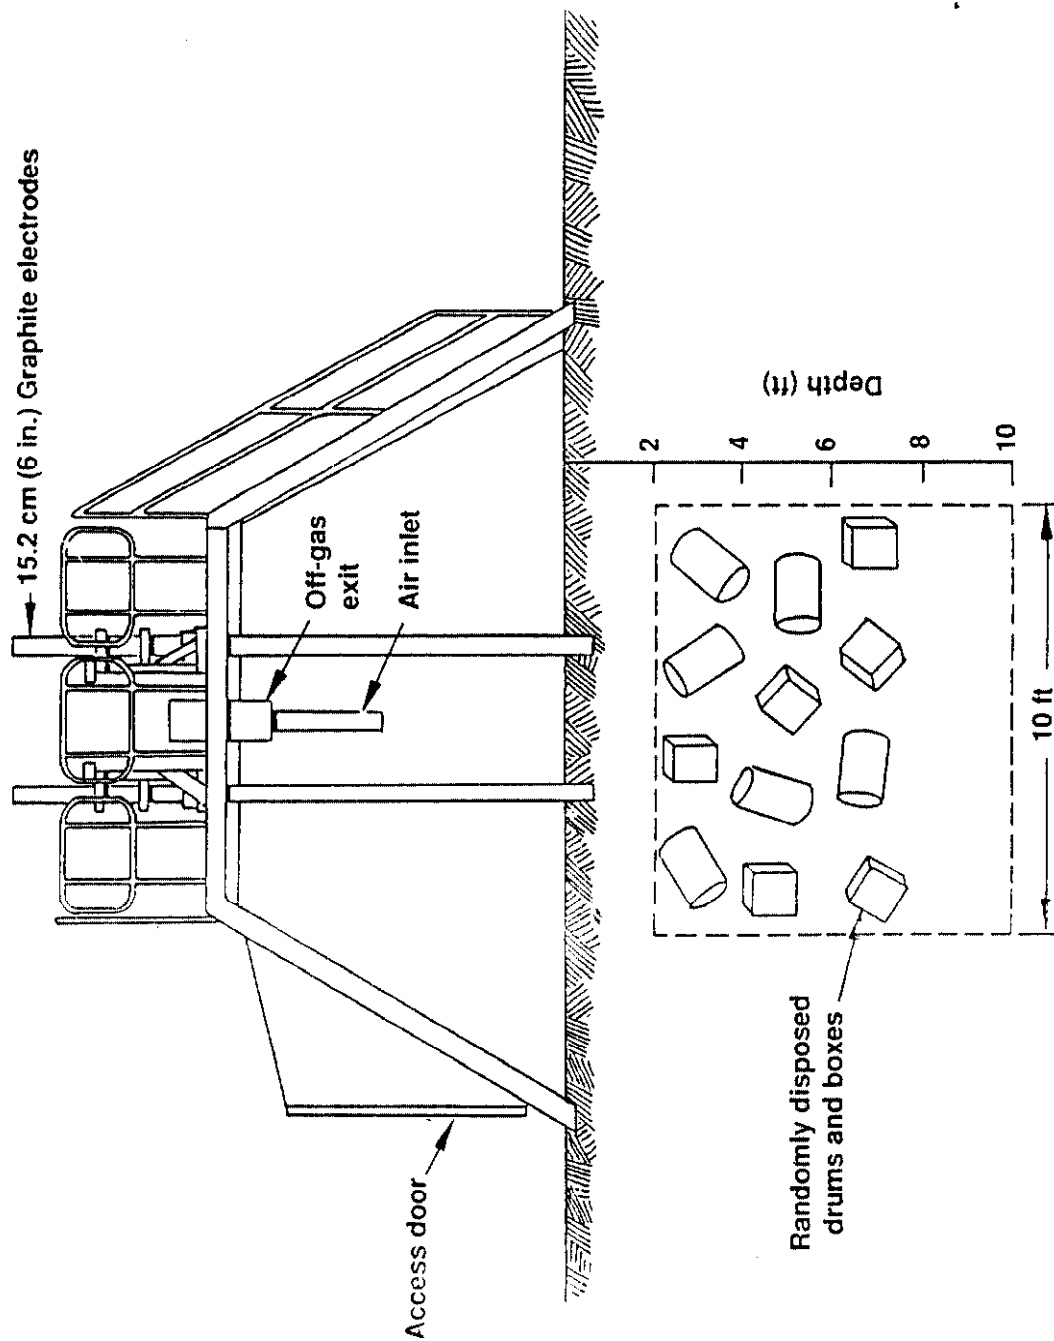 15.2 cm (6 in.) Graphite electrodes
Off-gas
exit
Air inlet
Access door
Depth (ft)
2
4
6
8
10
10 ft
Randomly disposed
drums and boxes